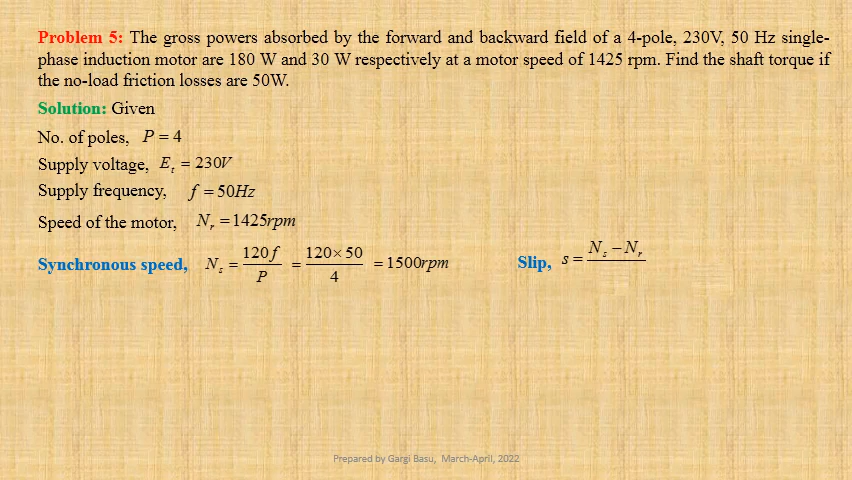 Problem 5: The gross powers absorbed by the forward and backward field of a 4-pole, 230V, 50 Hz single-
phase induction motor are 180 W and 30 W respectively at a motor speed of 1425 rpm. Find the shaft torque if
the no-load friction losses are 50W.
Solution: Given
No. of poles, P = 4
Supply voltage, E_t = 230V
Supply frequency, f = 50Hz
Speed of the motor, N_r = 1425rpm
Synchronous speed, N_s = 120f / P = 120×50 / 4 = 1500rpm Slip, s = N_s − N_r
Prepared by Gargi Basu, March-April, 2022